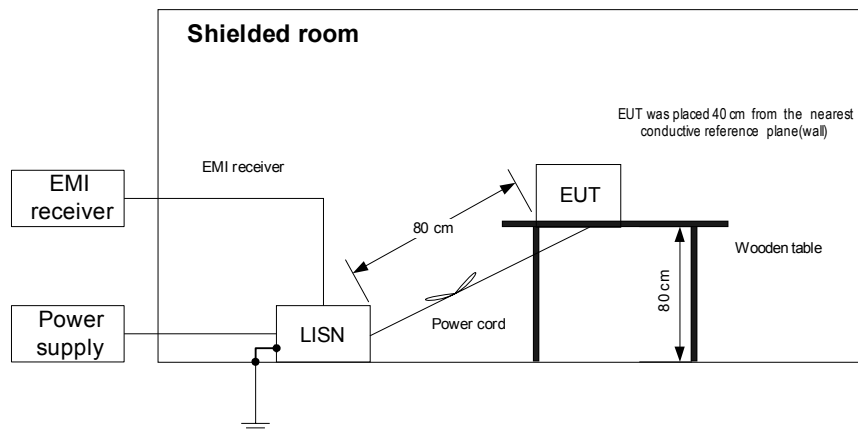 Shielded room
EUT was placed 40 cm from the nearest
conductive reference plane(wall)
EMI receiver
EMI
receiver
EUT
80 cm
Wooden table
80 cm
Power
supply
LISN
Power cord